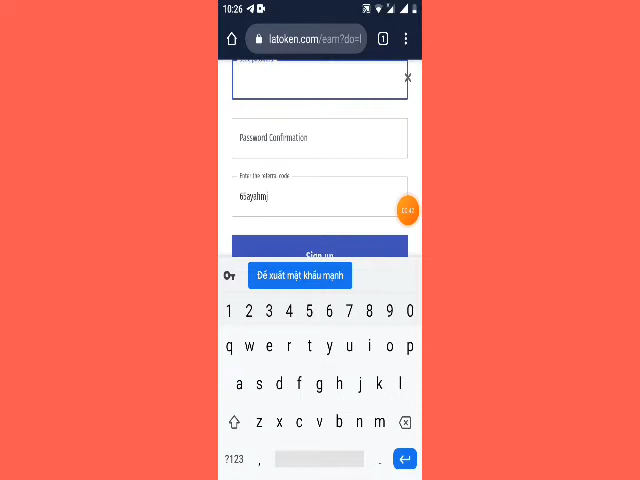 10:26
latoken.com/earn?do=l
1
Password Confirmation
Enter the referral code
65ayahmj
Sign up
Đề xuất mật khẩu mạnh
1 2 3 4 5 6 7 8 9 0
q w e r t y u i o p
a s d f g h j k l
z x c v b n m
?123 , .